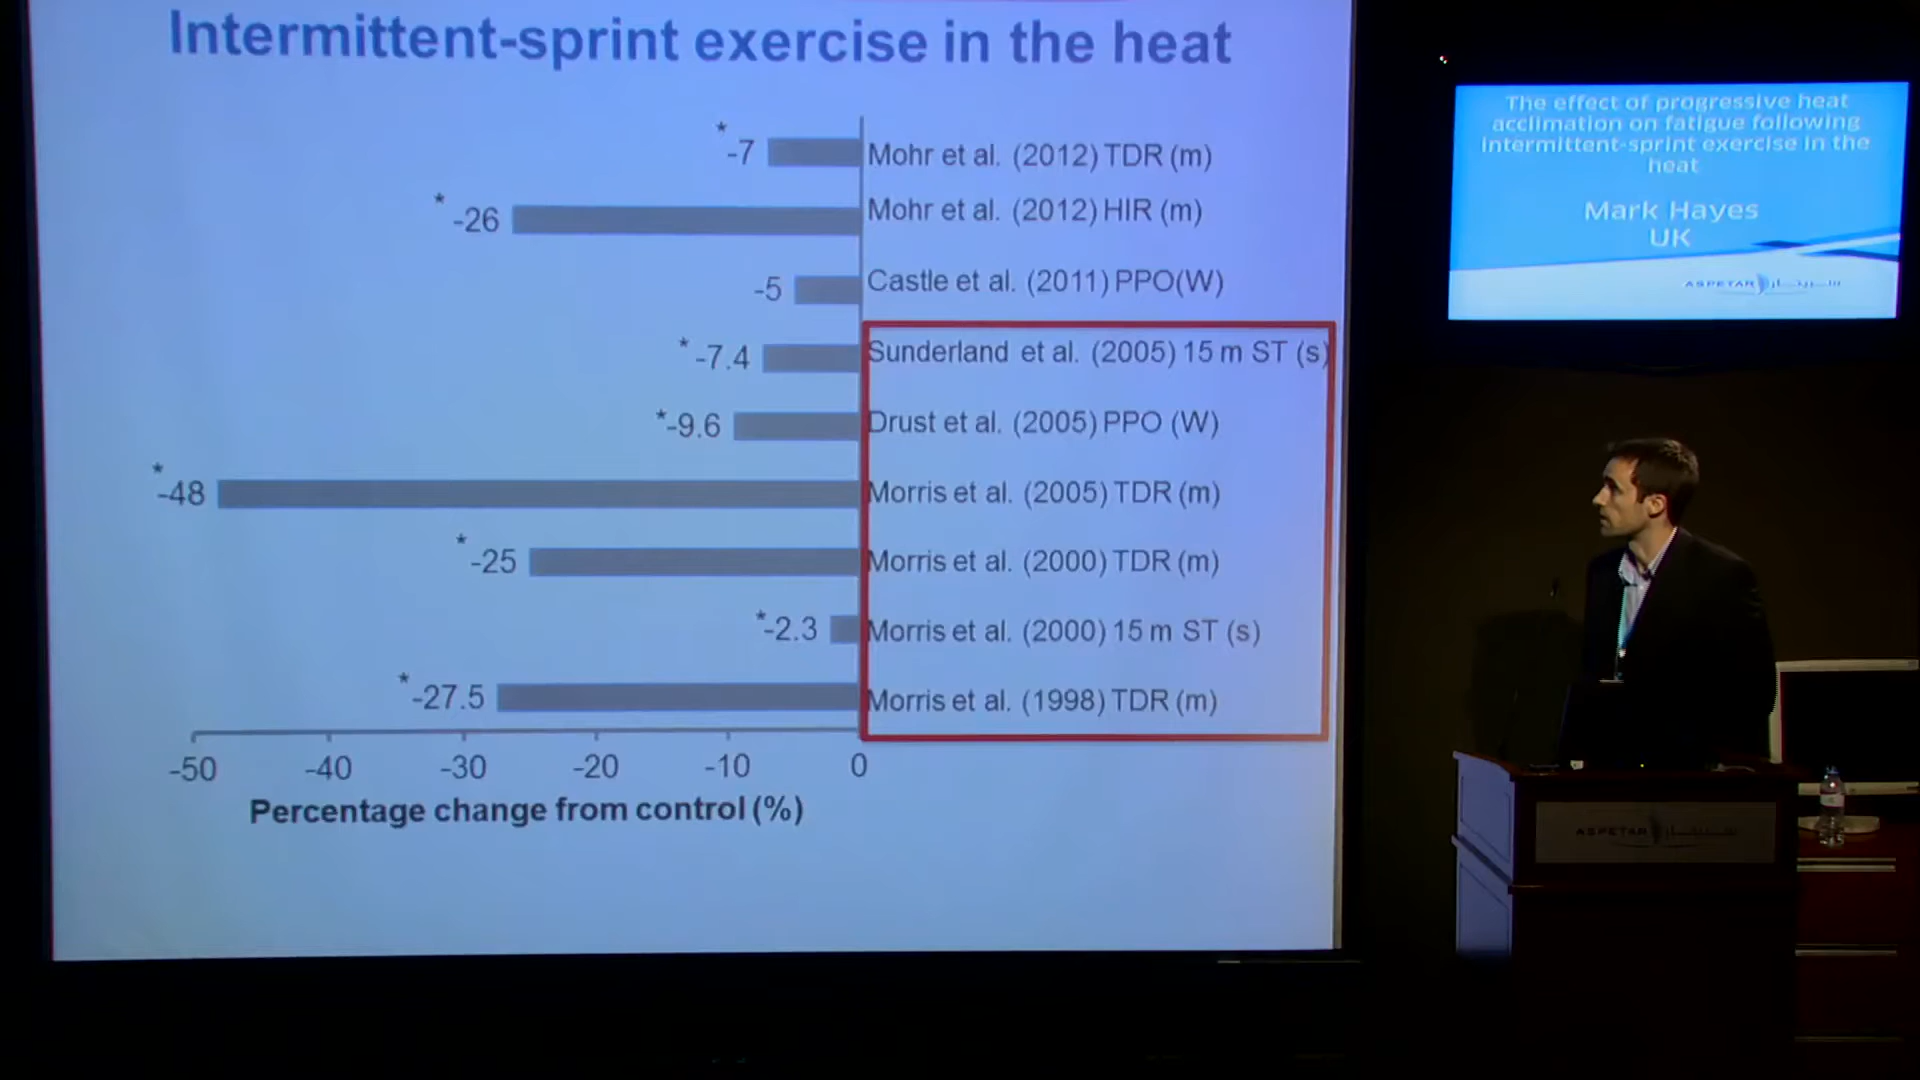 Intermittent-sprint exercise in the heat
* -7 Mohr et al. (2012) TDR (m)
* -26 Mohr et al. (2012) HIR (m)
-5 Castle et al. (2011) PPO(W)
* -7.4 Sunderland et al. (2005) 15 m ST (s)
* -9.6 Drust et al. (2005) PPO (W)
* -48 Morris et al. (2005) TDR (m)
* -25 Morris et al. (2000) TDR (m)
* -2.3 Morris et al. (2000) 15 m ST (s)
* -27.5 Morris et al. (1998) TDR (m)
-50 -40 -30 -20 -10 0
Percentage change from control (%)
The effect of progressive heat
acclimation on fatigue following
intermittent-sprint exercise in the
heat
Mark Hayes
UK
ASPETAR سبيتار
ASPETAR سبيتار